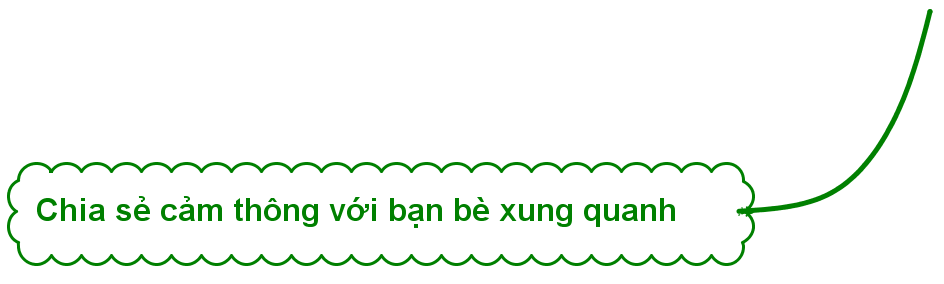 Chia sẻ cảm thông với bạn bè xung quanh